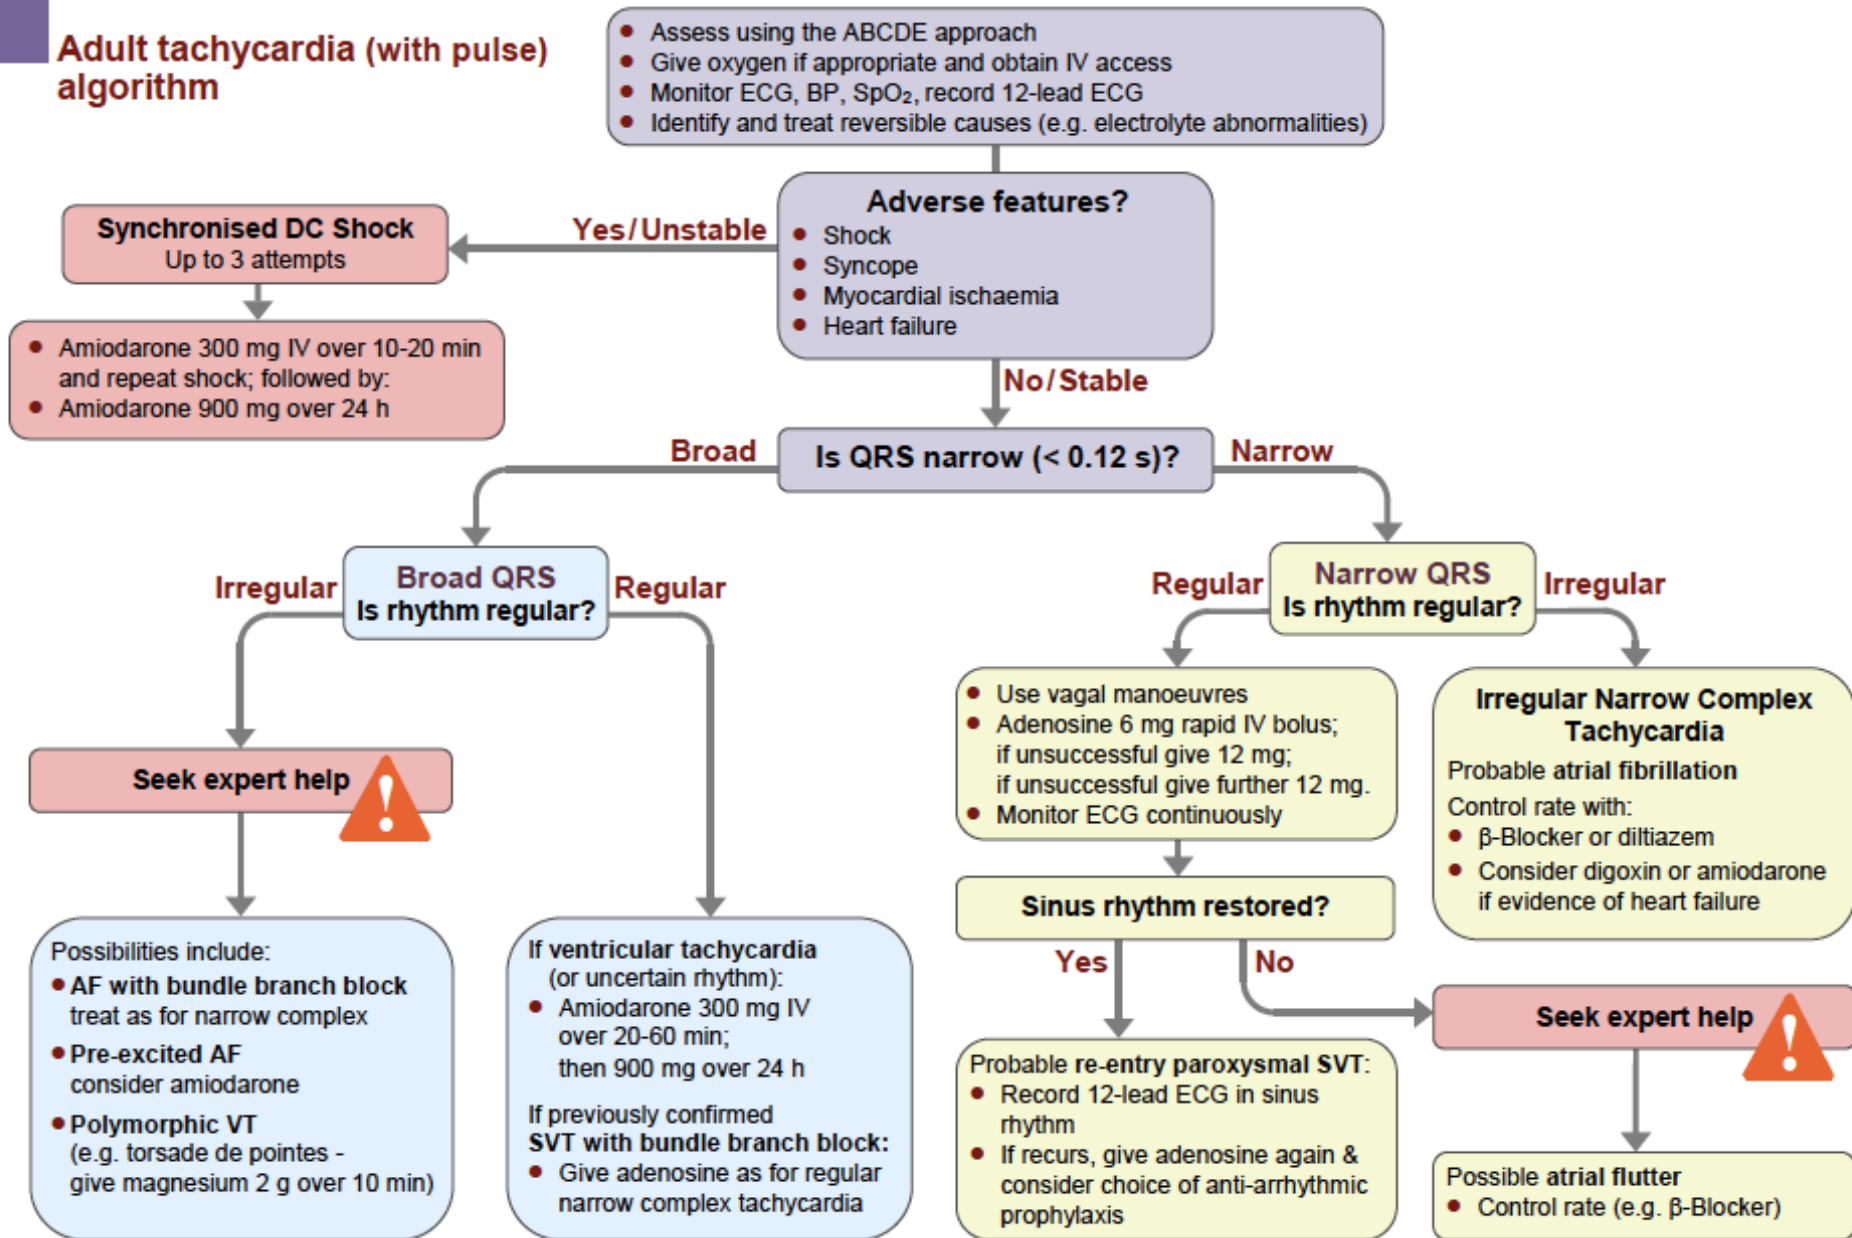 Adult tachycardia (with pulse)
algorithm
● Assess using the ABCDE approach
● Give oxygen if appropriate and obtain IV access
● Monitor ECG, BP, SpO₂, record 12-lead ECG
● Identify and treat reversible causes (e.g. electrolyte abnormalities)
Adverse features?
● Shock
● Syncope
● Myocardial ischaemia
● Heart failure
Yes/Unstable
Synchronised DC Shock
Up to 3 attempts
● Amiodarone 300 mg IV over 10-20 min
and repeat shock; followed by:
● Amiodarone 900 mg over 24 h
No/Stable
Is QRS narrow (< 0.12 s)?
Broad
Narrow
Broad QRS
Is rhythm regular?
Irregular
Regular
Seek expert help
!
Possibilities include:
● AF with bundle branch block
treat as for narrow complex
● Pre-excited AF
consider amiodarone
● Polymorphic VT
(e.g. torsade de pointes -
give magnesium 2 g over 10 min)
If ventricular tachycardia
(or uncertain rhythm):
● Amiodarone 300 mg IV
over 20-60 min;
then 900 mg over 24 h
If previously confirmed
SVT with bundle branch block:
● Give adenosine as for regular
narrow complex tachycardia
Narrow QRS
Is rhythm regular?
Regular
Irregular
● Use vagal manoeuvres
● Adenosine 6 mg rapid IV bolus;
if unsuccessful give 12 mg;
if unsuccessful give further 12 mg.
● Monitor ECG continuously
Sinus rhythm restored?
Yes
No
Probable re-entry paroxysmal SVT:
● Record 12-lead ECG in sinus
rhythm
● If recurs, give adenosine again &
consider choice of anti-arrhythmic
prophylaxis
Irregular Narrow Complex
Tachycardia
Probable atrial fibrillation
Control rate with:
● β-Blocker or diltiazem
● Consider digoxin or amiodarone
if evidence of heart failure
Seek expert help
!
Possible atrial flutter
● Control rate (e.g. β-Blocker)